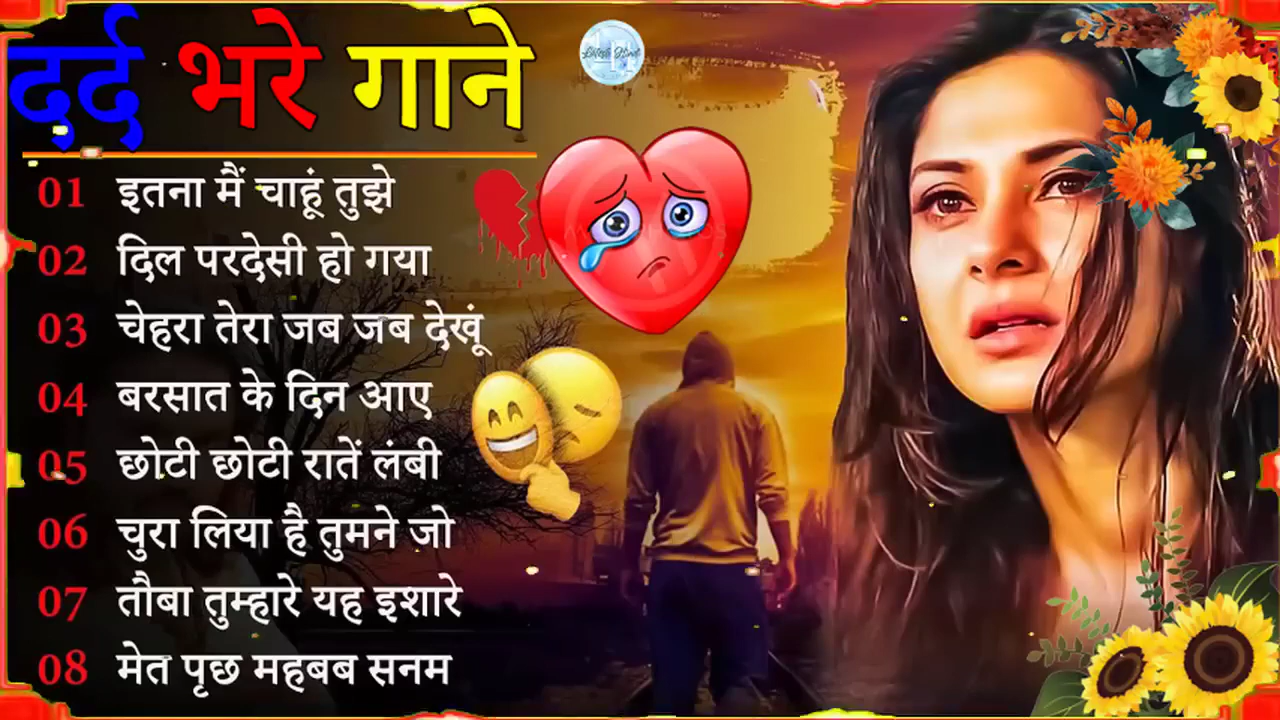 दर्द भरे गाने
01 इतना मैं चाहूं तुझे
02 दिल परदेसी हो गया
03 चेहरा तेरा जब जब देखूं
04 बरसात के दिन आए
05 छोटी छोटी रातें लंबी
06 चुरा लिया है तुमने जो
07 तौबा तुम्हारे यह इशारे
08 मेत पृछ महबब सनम